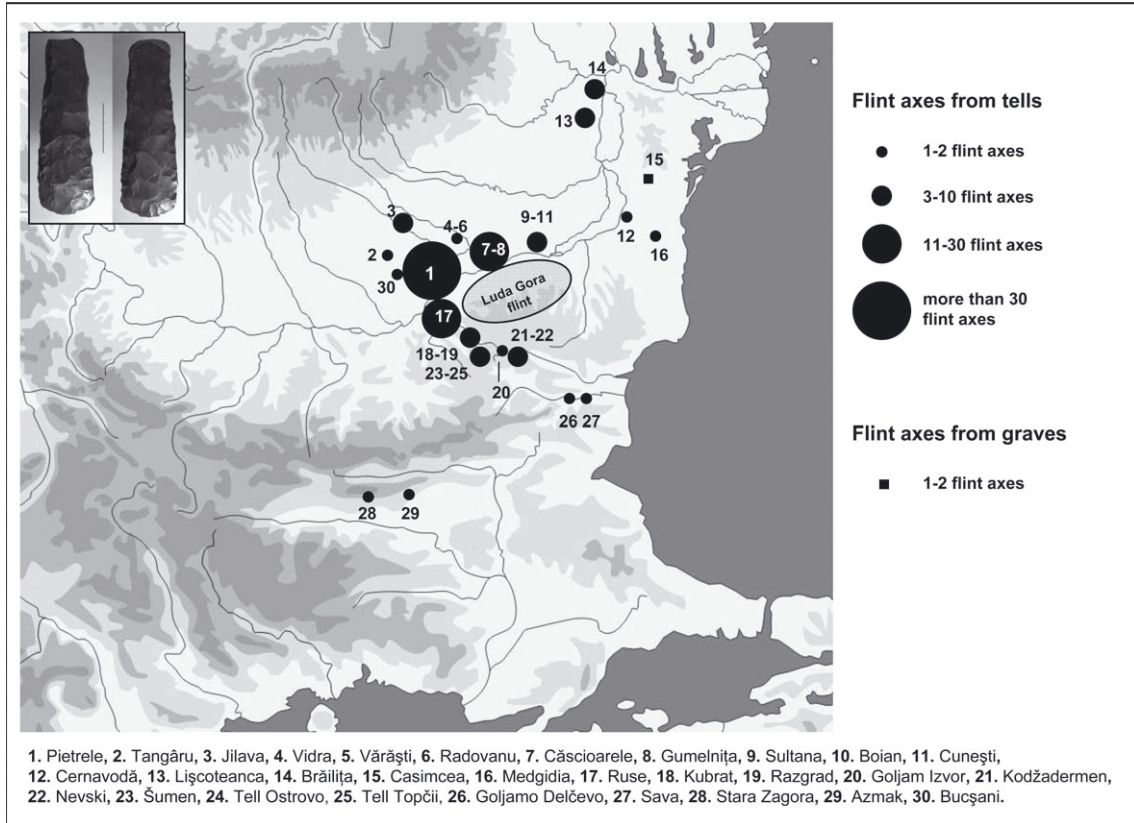 14
13
15
3
4-6
9-11
12
2
7-8
16
30
1
Luda Gora
flint
17
21-22
18-19
23-25
20
26 27
28 29
Flint axes from tells
1-2 flint axes
3-10 flint axes
11-30 flint axes
more than 30
flint axes
Flint axes from graves
1-2 flint axes
1. Pietrele, 2. Tangâru, 3. Jilava, 4. Vidra, 5. Vărăști, 6. Radovanu, 7. Căscioarele, 8. Gumelnița, 9. Sultana, 10. Boian, 11. Cunești,
12. Cernavodă, 13. Lișcoteanca, 14. Brăilița, 15. Casimcea, 16. Medgidia, 17. Ruse, 18. Kubrat, 19. Razgrad, 20. Goljam Izvor, 21. Kodžadermen,
22. Nevski, 23. Šumen, 24. Tell Ostrovo, 25. Tell Topčii, 26. Goljamo Delčevo, 27. Sava, 28. Stara Zagora, 29. Azmak, 30. Bucșani.